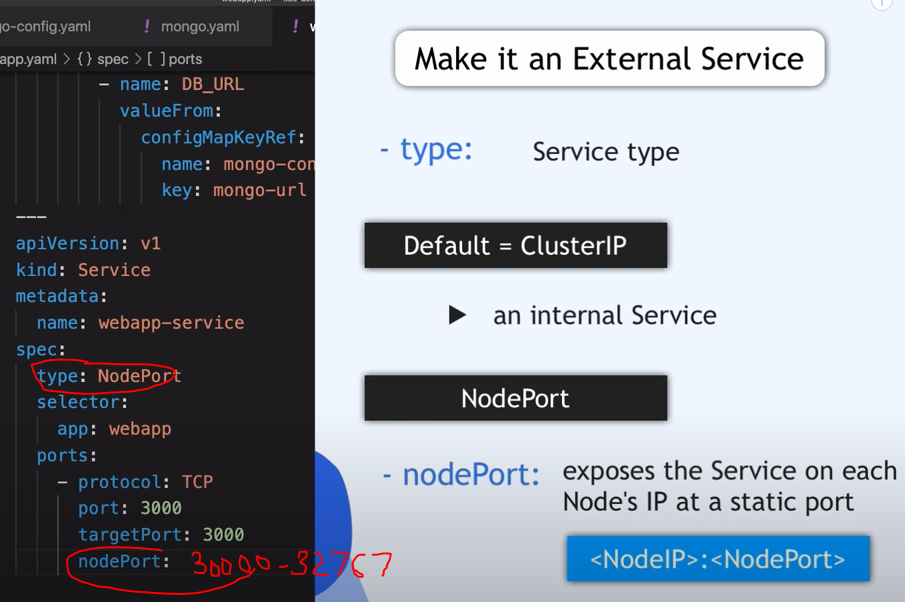 go-config.yaml
! mongo.yaml
!
app.yaml > {} spec > [ ] ports
- name: DB_URL
valueFrom:
configMapKeyRef:
name: mongo-con
key: mongo-url
---
apiVersion: v1
kind: Service
metadata:
name: webapp-service
spec:
type: NodePort
selector:
app: webapp
ports:
- protocol: TCP
port: 3000
targetPort: 3000
nodePort: 30000-32767
Make it an External Service
- type: Service type
Default = ClusterIP
▶ an internal Service
NodePort
- nodePort: exposes the Service on each
Node's IP at a static port
<NodeIP>:<NodePort>